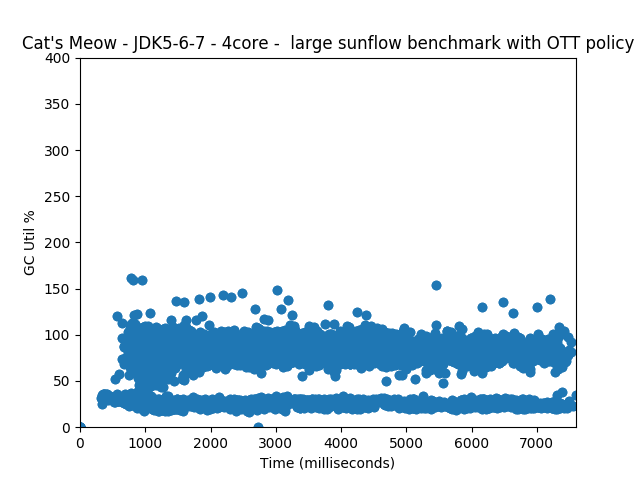 Cat's Meow - JDK5-6-7 - 4core -  large sunflow benchmark with OTT policy
400
350
300
250
200
150
100
50
0
GC Util %
0 1000 2000 3000 4000 5000 6000 7000
Time (milliseconds)